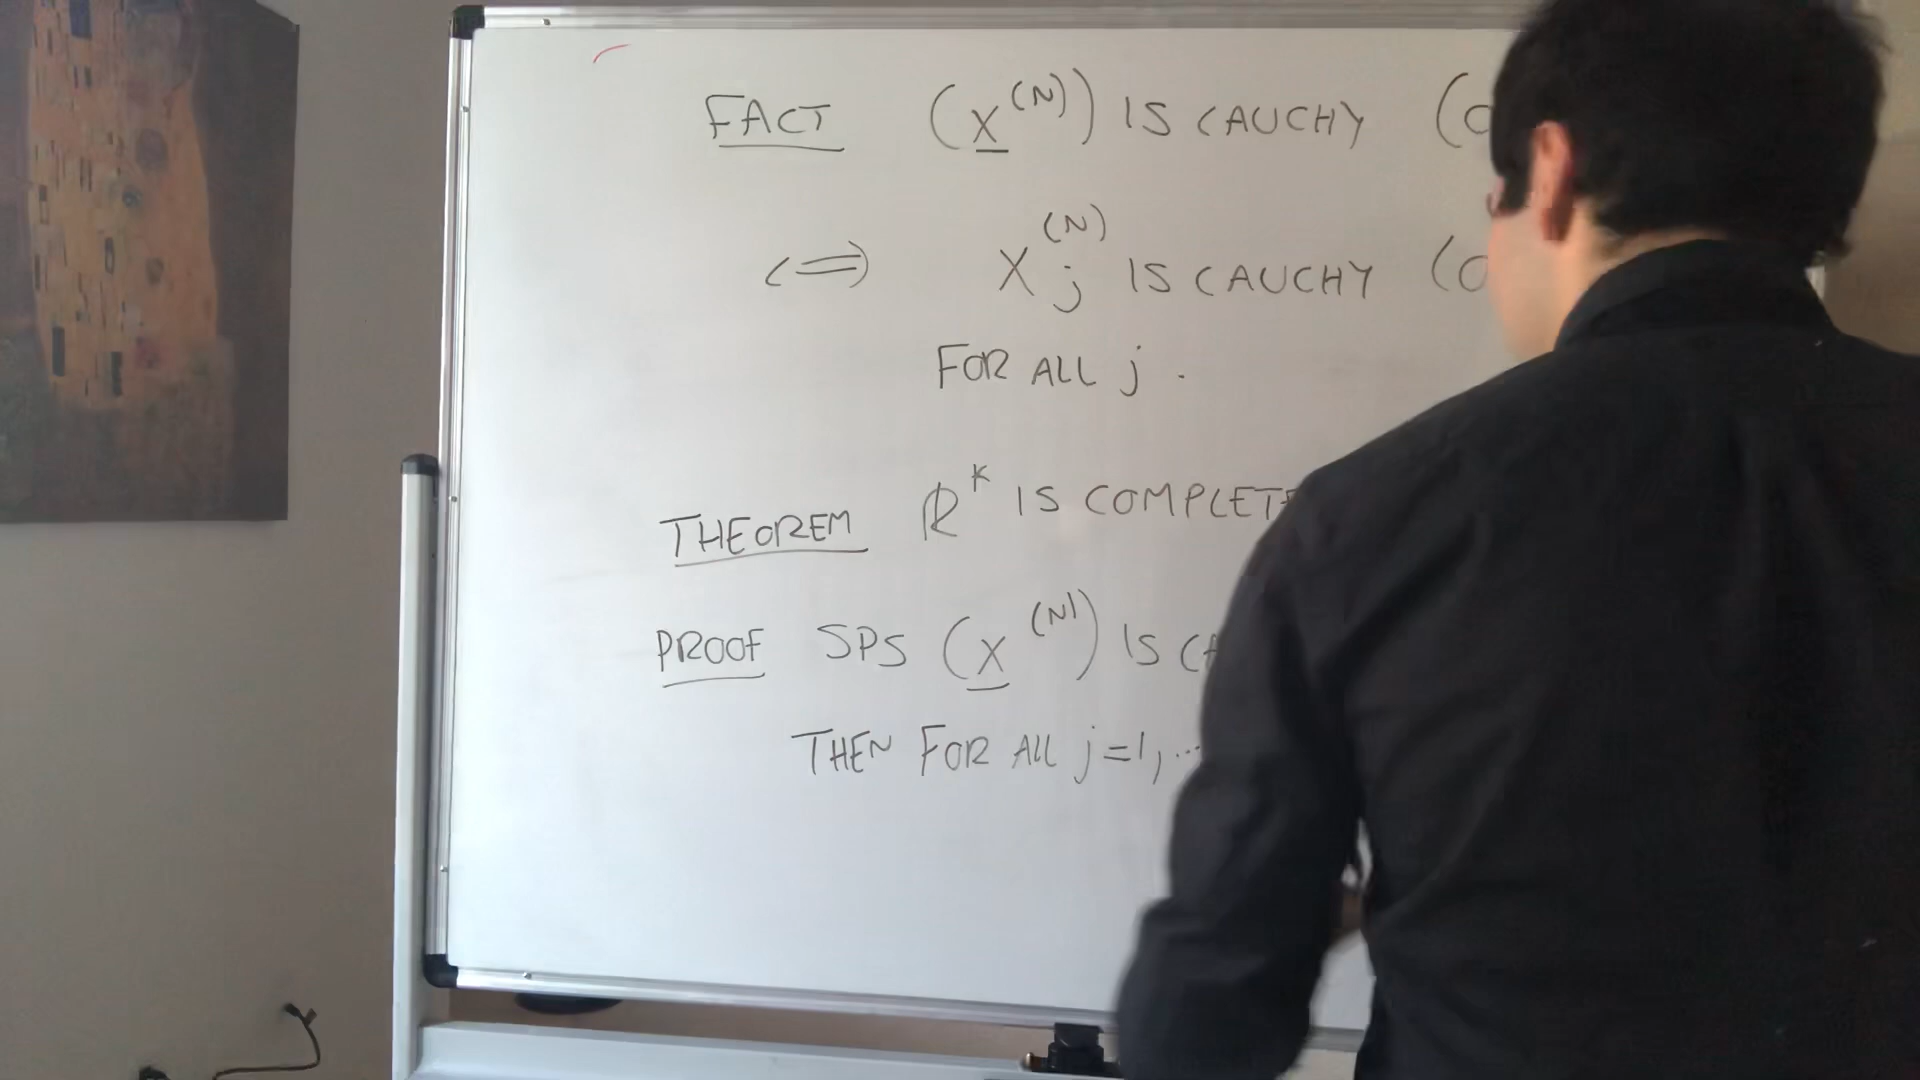 FACT (x^(N)) IS CAUCHY (
<=> x_j^(N) IS CAUCHY (
FOR ALL j.
THEOREM ℝ^k IS COMPLETE
PROOF SPS (x^(N)) IS
THEN FOR ALL j=1, ...